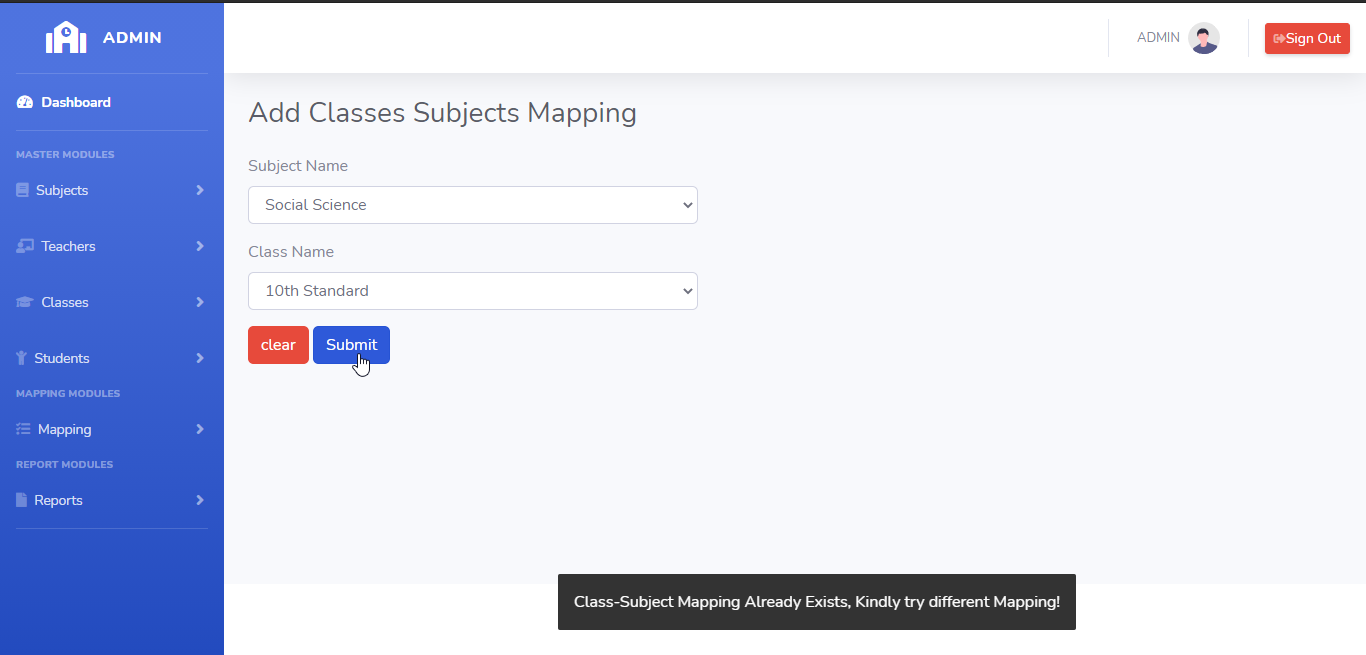 ADMIN
Dashboard
MASTER MODULES
Subjects
Teachers
Classes
Students
MAPPING MODULES
Mapping
REPORT MODULES
Reports
ADMIN
Sign Out
Add Classes Subjects Mapping
Subject Name
Social Science
Class Name
10th Standard
clear Submit
Class-Subject Mapping Already Exists, Kindly try different Mapping!